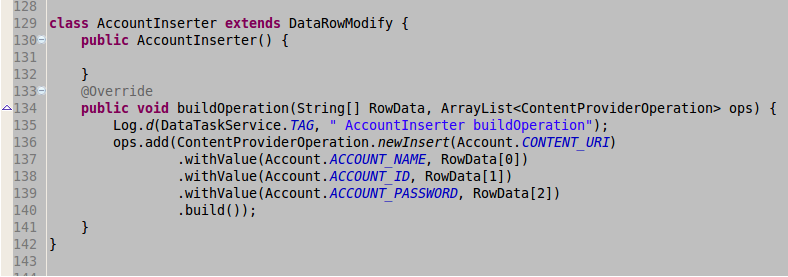 128
129 class AccountInserter extends DataRowModify {
130     public AccountInserter() {
131
132     }
133     @Override
134     public void buildOperation(String[] RowData, ArrayList<ContentProviderOperation> ops) {
135         Log.d(DataTaskService.TAG, " AccountInserter buildOperation");
136         ops.add(ContentProviderOperation.newInsert(Account.CONTENT_URI)
137                 .withValue(Account.ACCOUNT_NAME, RowData[0])
138                 .withValue(Account.ACCOUNT_ID, RowData[1])
139                 .withValue(Account.ACCOUNT_PASSWORD, RowData[2])
140                 .build());
141     }
142 }
143